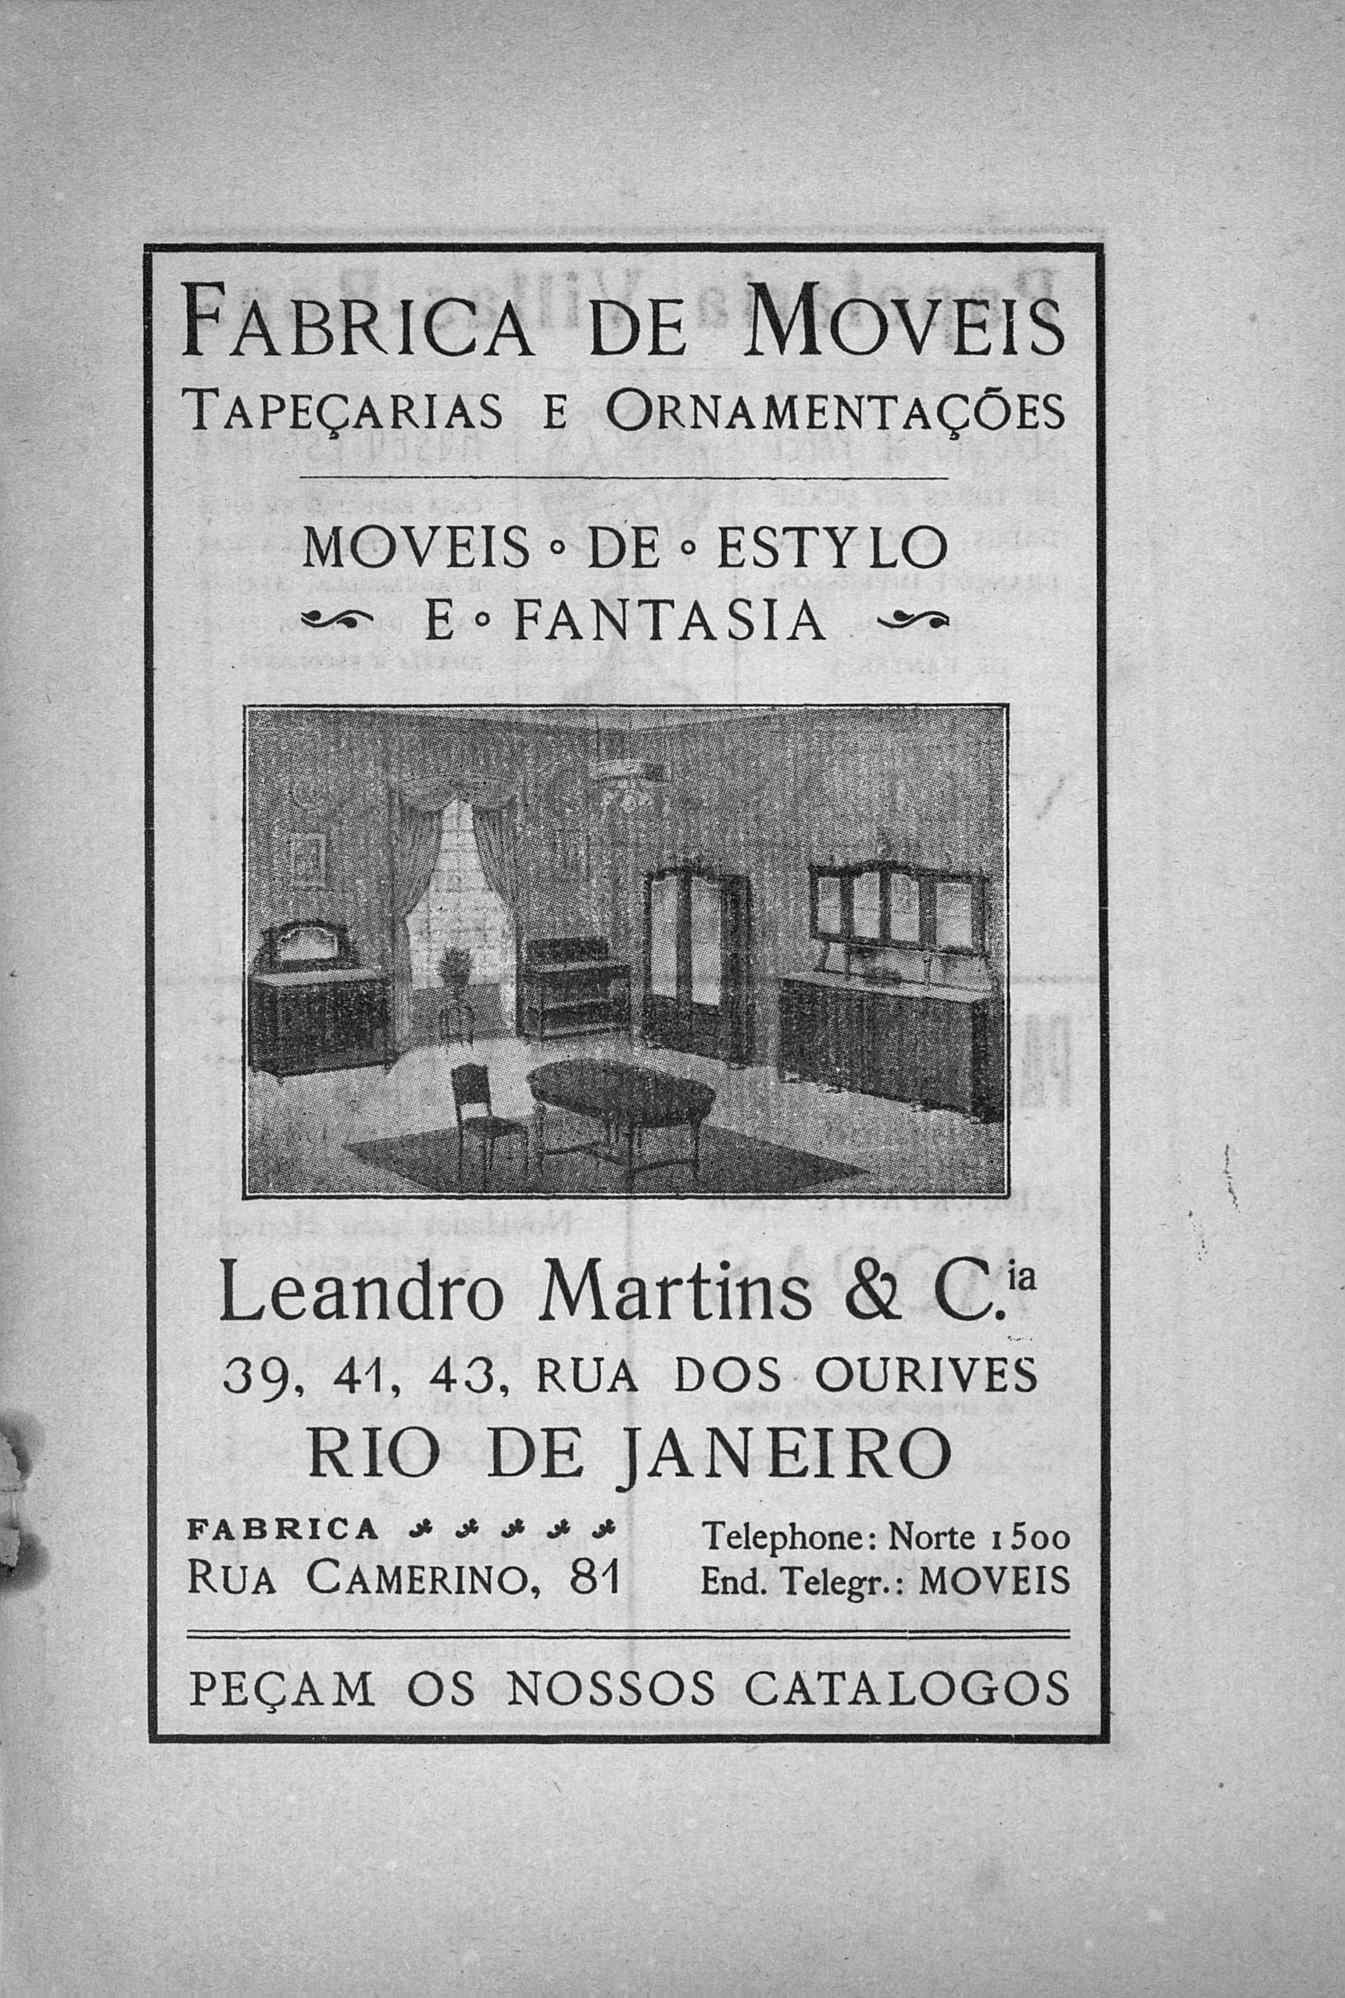 FABRICA DE MOVEIS
TAPEÇARIAS E ORNAMENTAÇÕES
MOVEIS ∘ DE ∘ ESTYLO
E ∘ FANTASIA
Leandro Martins & C.ia
39, 41, 43, RUA DOS OURIVES
RIO DE JANEIRO
FABRICA
RUA CAMERINO, 81
Telephone: Norte 1500
End. Telegr.: MOVEIS
PEÇAM OS NOSSOS CATALOGOS